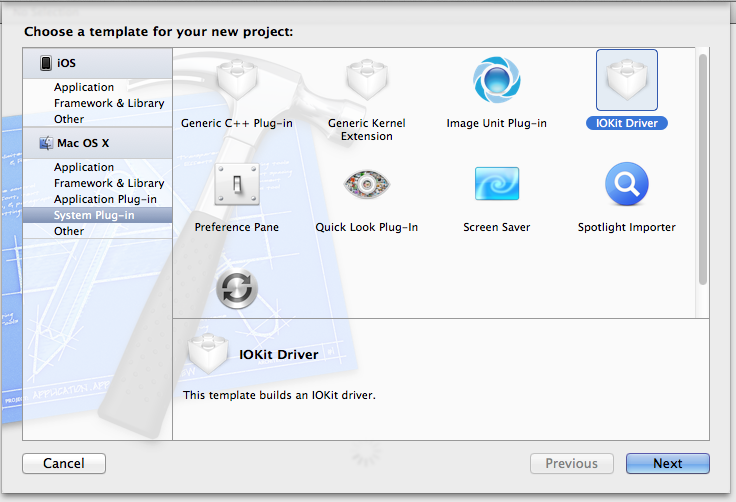 Choose a template for your new project:
iOS
Application
Framework & Library
Other
Mac OS X
Application
Framework & Library
Application Plug-in
System Plug-in
Other
Generic C++ Plug-in
Generic Kernel
Extension
Image Unit Plug-in
IOKit Driver
Preference Pane
Quick Look Plug-In
Screen Saver
Spotlight Importer
IOKit Driver
This template builds an IOKit driver.
Cancel
Previous
Next